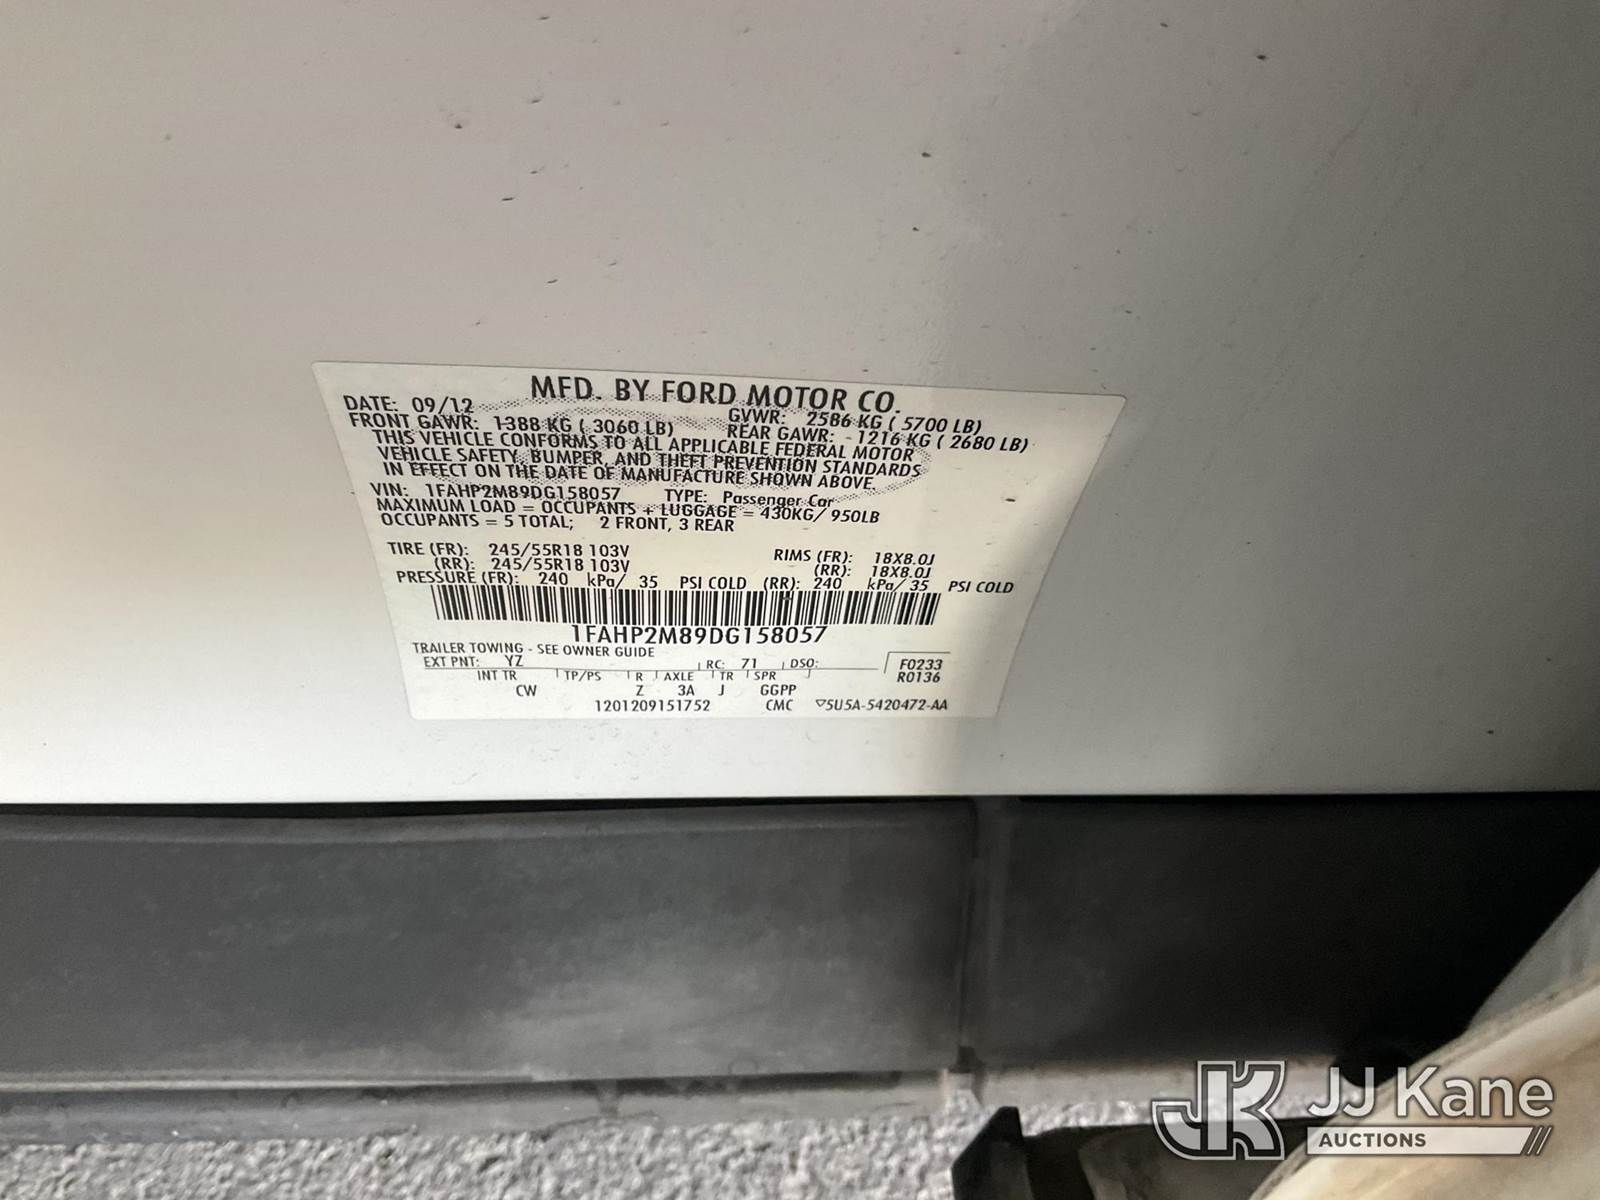 MFD. BY FORD MOTOR CO.
DATE: 09/12 GVWR: 2586 KG ( 5700 LB)
FRONT GAWR: 1388 KG ( 3060 LB) REAR GAWR: 1216 KG ( 2680 LB)
THIS VEHICLE CONFORMS TO ALL APPLICABLE FEDERAL MOTOR
VEHICLE SAFETY, BUMPER, AND THEFT PREVENTION STANDARDS
IN EFFECT ON THE DATE OF MANUFACTURE SHOWN ABOVE.
VIN: 1FAHP2M89DG158057 TYPE: Passenger Car
MAXIMUM LOAD = OCCUPANTS + LUGGAGE = 430KG/ 950LB
OCCUPANTS = 5 TOTAL; 2 FRONT, 3 REAR
TIRE (FR): 245/55R18 103V RIMS (FR): 18X8.0J
(RR): 245/55R18 103V (RR): 18X8.0J
PRESSURE (FR): 240 kPa/ 35 PSI COLD (RR): 240 kPa/ 35 PSI COLD
1FAHP2M89DG158057
TRAILER TOWING - SEE OWNER GUIDE
EXT PNT: YZ RC: 71 DSO: F0233
INT TR TP/PS R AXLE TR SPR R0136
CW Z 3A J GGPP
1201209151752 CMC ▽5U5A-5420472-AA
JK JJ Kane
AUCTIONS